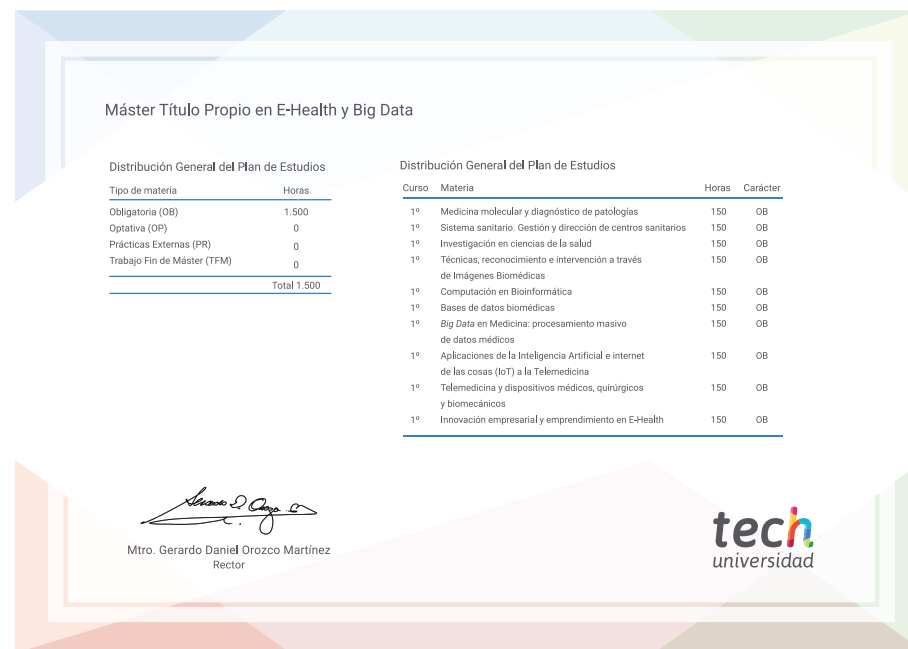 Máster Título Propio en E-Health y Big Data
Distribución General del Plan de Estudios
Tipo de materia Horas
Obligatoria (OB) 1.500
Optativa (OP) 0
Prácticas Externas (PR) 0
Trabajo Fin de Máster (TFM) 0
Total 1.500
Distribución General del Plan de Estudios
Curso Materia Horas Carácter
1º Medicina molecular y diagnóstico de patologías 150 OB
1º Sistema sanitario. Gestión y dirección de centros sanitarios 150 OB
1º Investigación en ciencias de la salud 150 OB
1º Técnicas, reconocimiento e intervención a través 150 OB
de Imágenes Biomédicas
1º Computación en Bioinformática 150 OB
1º Bases de datos biomédicas 150 OB
1º Big Data en Medicina: procesamiento masivo 150 OB
de datos médicos
1º Aplicaciones de la Inteligencia Artificial e internet 150 OB
de las cosas (IoT) a la Telemedicina
1º Telemedicina y dispositivos médicos, quirúrgicos 150 OB
y biomecánicos
1º Innovación empresarial y emprendimiento en E-Health 150 OB
Mtro. Gerardo Daniel Orozco Martínez
Rector
tech
universidad